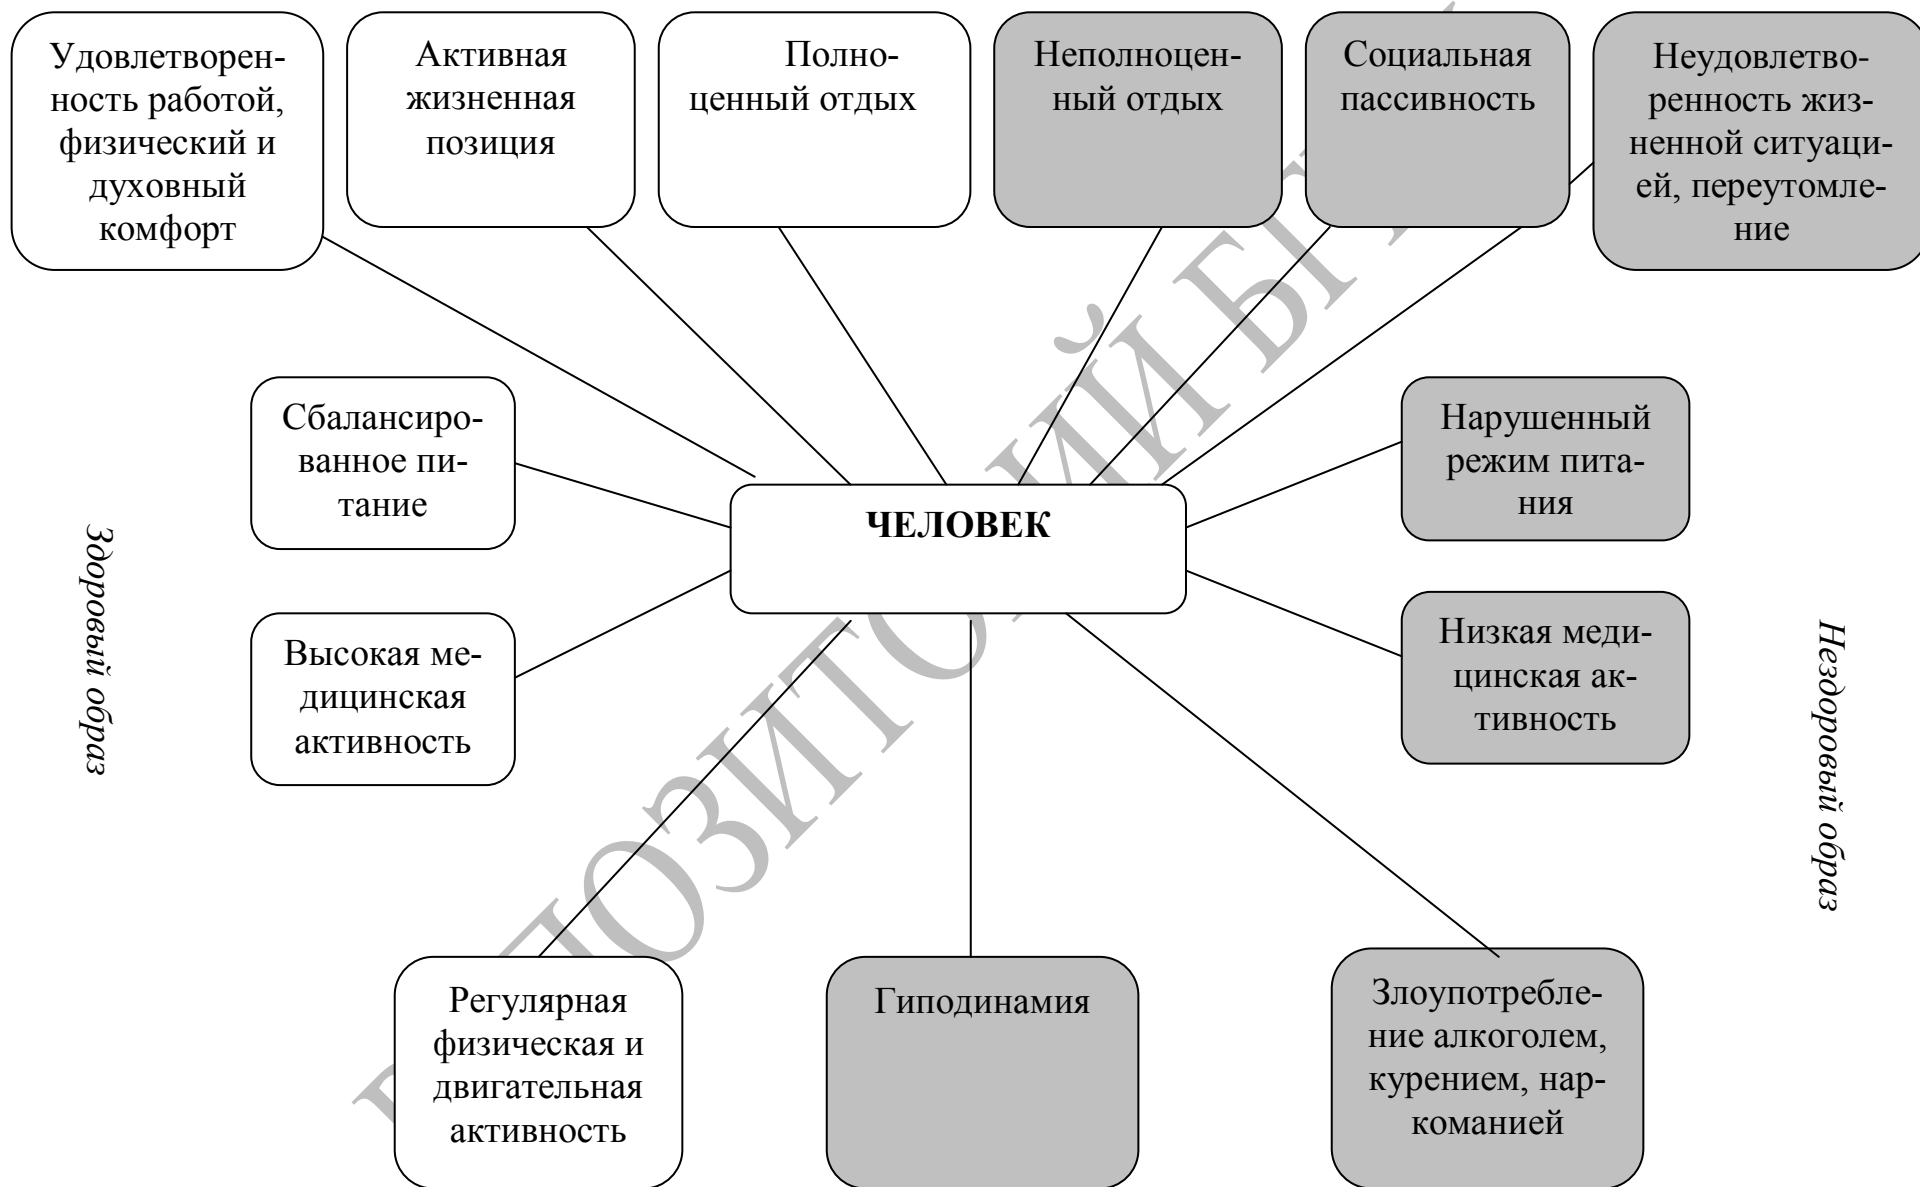 Удовлетворен-
ность работой,
физический и
духовный
комфорт
Активная
жизненная
позиция
Полно-
ценный отдых
Неполноцен-
ный отдых
Социальная
пассивность
Неудовлетво-
ренность жиз-
ненной ситуаци-
ей, переутомле-
ние
Сбалансиро-
ванное пи-
тание
ЧЕЛОВЕК
Нарушенный
режим пита-
ния
Здоровый образ
Высокая ме-
дицинская
активность
Низкая меди-
цинская ак-
тивность
Нездоровый образ
Регулярная
физическая и
двигательная
активность
Гиподинамия
Злоупотребле-
ние алкоголем,
курением, нар-
команией